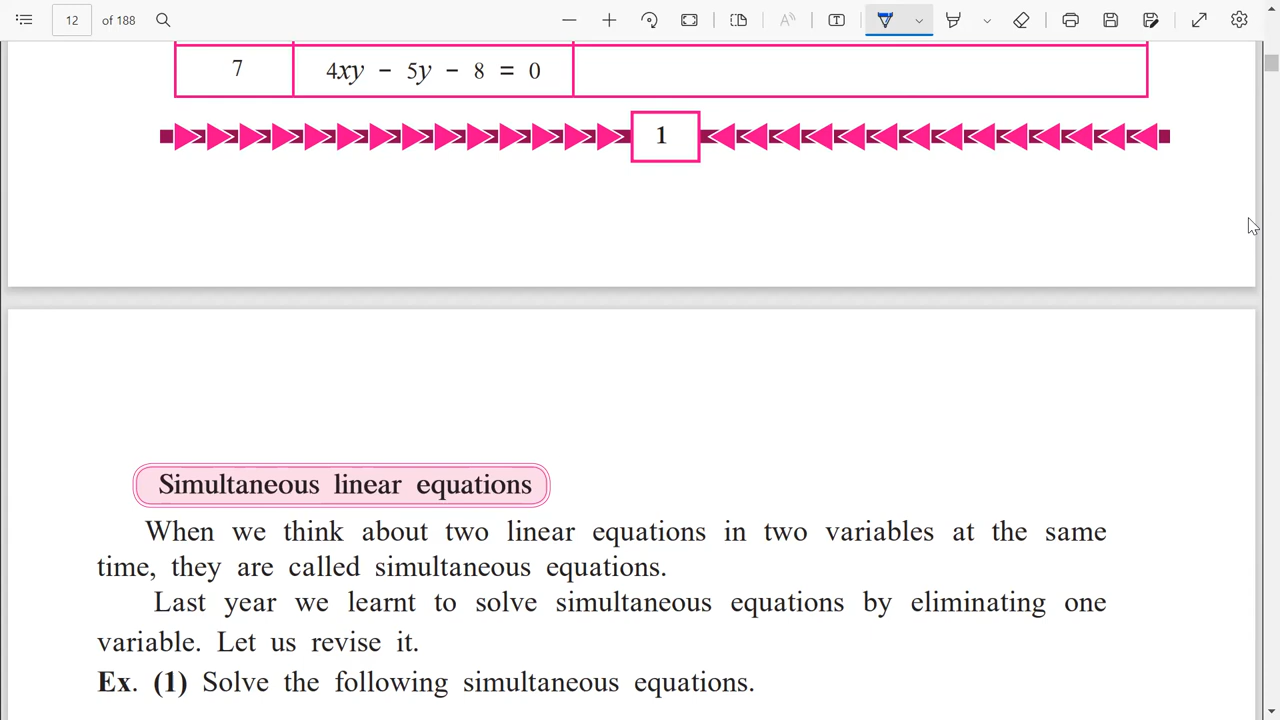 12 of 188
7 4xy − 5y − 8 = 0
1
Simultaneous linear equations
When we think about two linear equations in two variables at the same
time, they are called simultaneous equations.
Last year we learnt to solve simultaneous equations by eliminating one
variable. Let us revise it.
Ex. (1) Solve the following simultaneous equations.